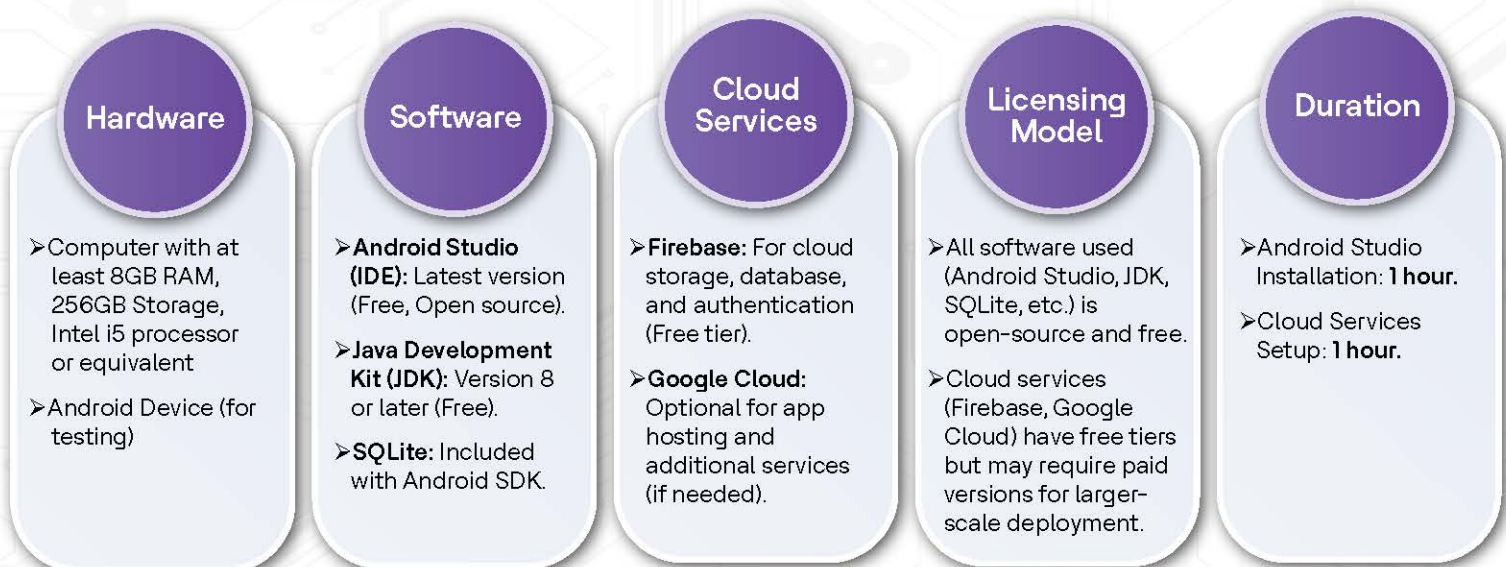 Hardware
➢Computer with at
least 8GB RAM,
256GB Storage,
Intel i5 processor
or equivalent
➢Android Device (for
testing)
Software
➢Android Studio
(IDE): Latest version
(Free, Open source).
➢Java Development
Kit (JDK): Version 8
or later (Free).
➢SQLite: Included
with Android SDK.
Cloud
Services
➢Firebase: For cloud
storage, database,
and authentication
(Free tier).
➢Google Cloud:
Optional for app
hosting and
additional services
(if needed).
Licensing
Model
➢All software used
(Android Studio, JDK,
SQLite, etc.) is
open-source and free.
➢Cloud services
(Firebase, Google
Cloud) have free tiers
but may require paid
versions for larger-
scale deployment.
Duration
➢Android Studio
Installation: 1 hour.
➢Cloud Services
Setup: 1 hour.